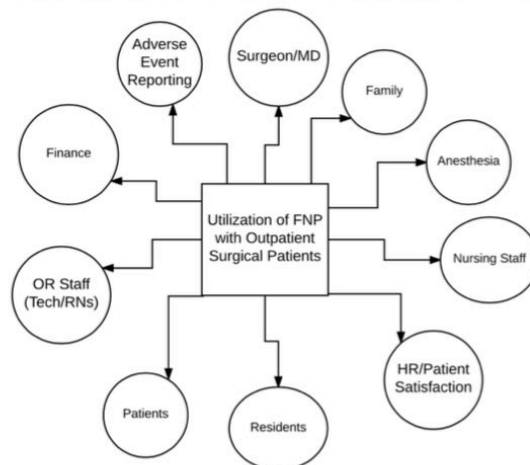 Adverse
Event
Reporting
Surgeon/MD
Family
Finance
Anesthesia
Utilization of FNP
with Outpatient
Surgical Patients
Nursing Staff
OR Staff
(Tech/RNs)
HR/Patient
Satisfaction
Patients
Residents